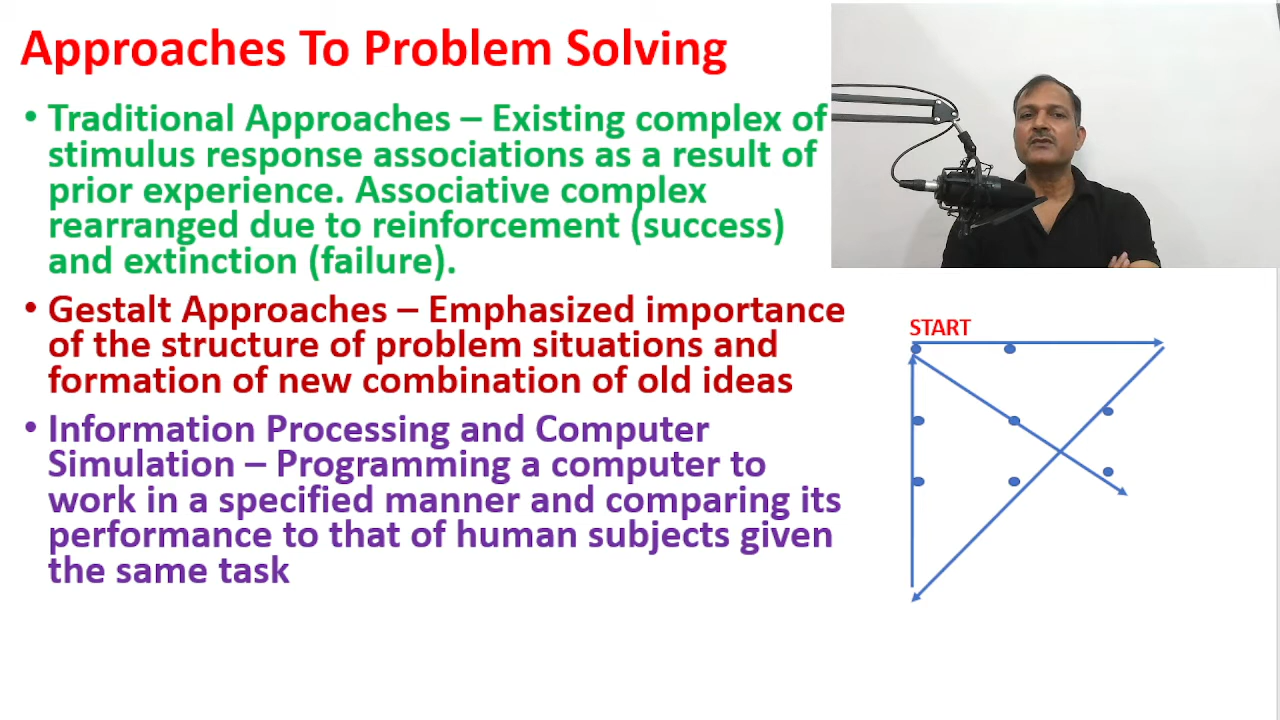 Approaches To Problem Solving
• Traditional Approaches – Existing complex of
stimulus response associations as a result of
prior experience. Associative complex
rearranged due to reinforcement (success)
and extinction (failure).
• Gestalt Approaches – Emphasized importance
of the structure of problem situations and
formation of new combination of old ideas
• Information Processing and Computer
Simulation – Programming a computer to
work in a specified manner and comparing its
performance to that of human subjects given
the same task
START